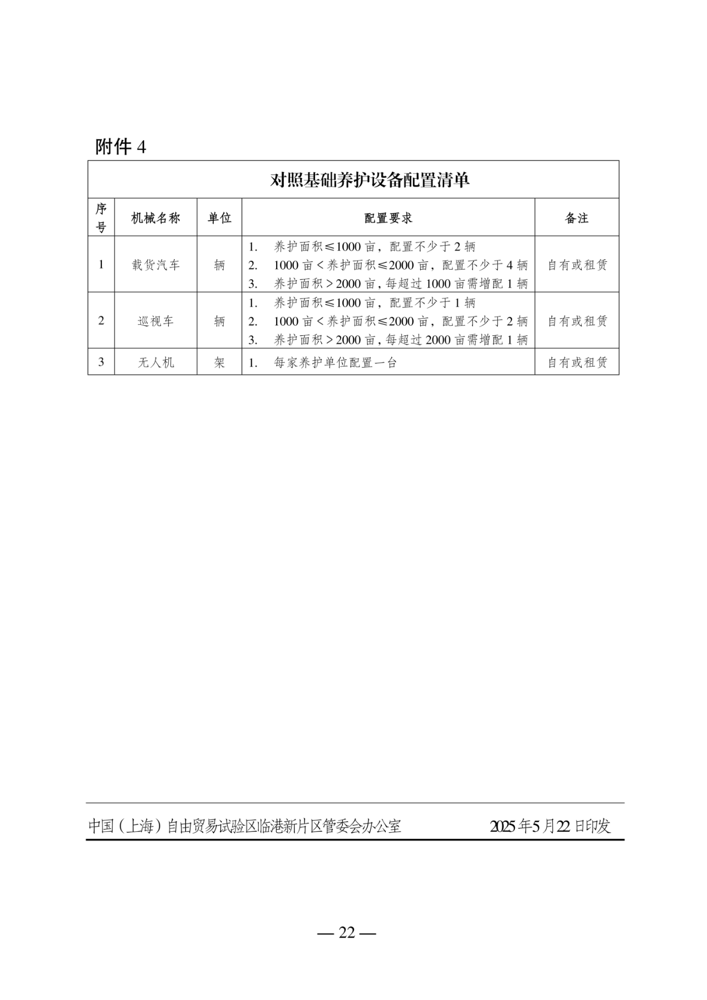 附件 4
对照基础养护设备配置清单
序号 机械名称 单位 配置要求 备注
1 载货汽车 辆 1. 养护面积≤1000 亩，配置不少于 2 辆
2. 1000 亩＜养护面积≤2000 亩，配置不少于 4 辆 自有或租赁
3. 养护面积＞2000 亩，每超过 1000 亩需增配 1 辆
2 巡视车 辆 1. 养护面积≤1000 亩，配置不少于 1 辆
2. 1000 亩＜养护面积≤2000 亩，配置不少于 2 辆 自有或租赁
3. 养护面积＞2000 亩，每超过 2000 亩需增配 1 辆
3 无人机 架 1. 每家养护单位配置一台 自有或租赁
中国（上海）自由贸易试验区临港新片区管委会办公室 2025年5月22日印发
— 22 —